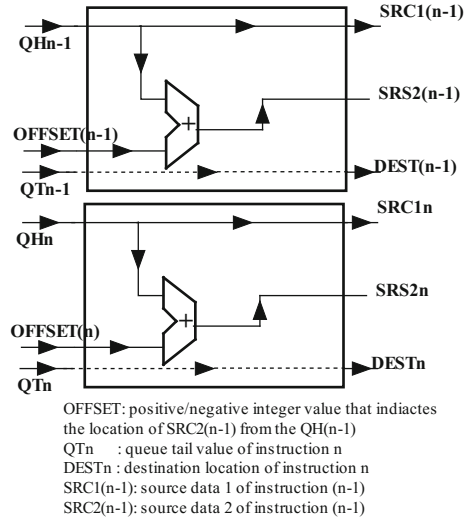 SRC1(n-1)
QHn-1
SRS2(n-1)
+
OFFSET(n-1)
DEST(n-1)
QTn-1
SRC1n
QHn
SRS2n
+
OFFSET(n)
DESTn
QTn
OFFSET: positive/negative integer value that indiactes
the location of SRC2(n-1) from the QH(n-1)
QTn : queue tail value of instruction n
DESTn : destination location of instruction n
SRC1(n-1): source data 1 of instruction (n-1)
SRC2(n-1): source data 2 of instruction (n-1)